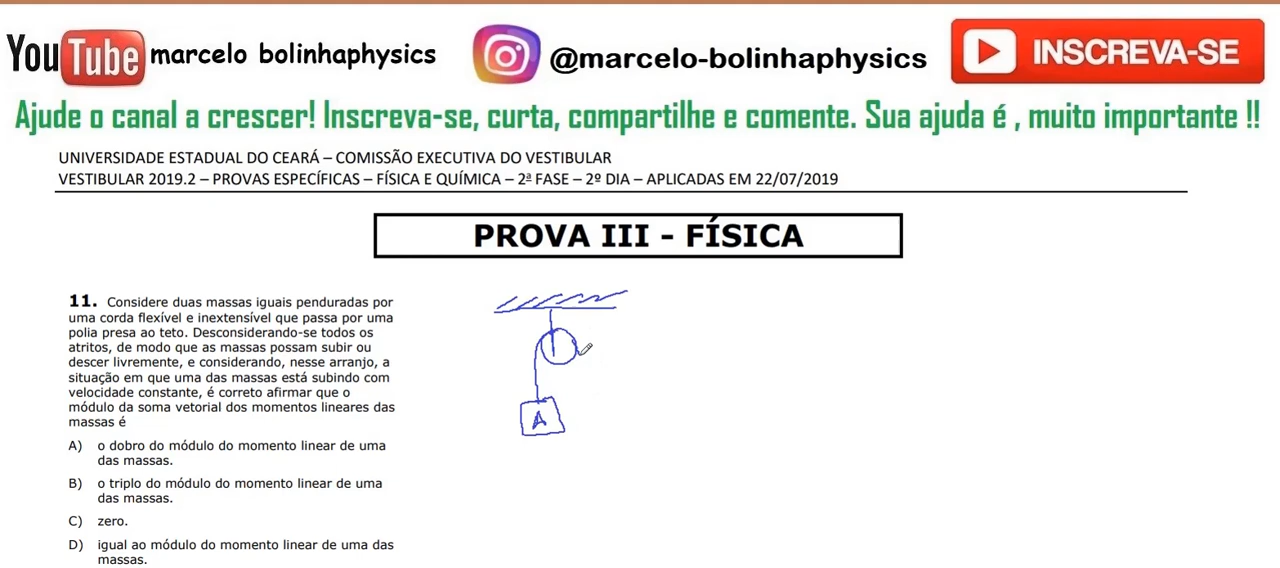 YouTube marcelo bolinhaphysics @marcelo-bolinhaphysics INSCREVA-SE
Ajude o canal a crescer! Inscreva-se, curta, compartilhe e comente. Sua ajuda é , muito importante !!
UNIVERSIDADE ESTADUAL DO CEARÁ – COMISSÃO EXECUTIVA DO VESTIBULAR
VESTIBULAR 2019.2 – PROVAS ESPECÍFICAS – FÍSICA E QUÍMICA – 2ª FASE – 2º DIA – APLICADAS EM 22/07/2019
PROVA III - FÍSICA
11. Considere duas massas iguais penduradas por
uma corda flexível e inextensível que passa por uma
polia presa ao teto. Desconsiderando-se todos os
atritos, de modo que as massas possam subir ou
descer livremente, e considerando, nesse arranjo, a
situação em que uma das massas está subindo com
velocidade constante, é correto afirmar que o
módulo da soma vetorial dos momentos lineares das
massas é
A) o dobro do módulo do momento linear de uma
das massas.
B) o triplo do módulo do momento linear de uma
das massas.
C) zero.
D) igual ao módulo do momento linear de uma das
massas.
A